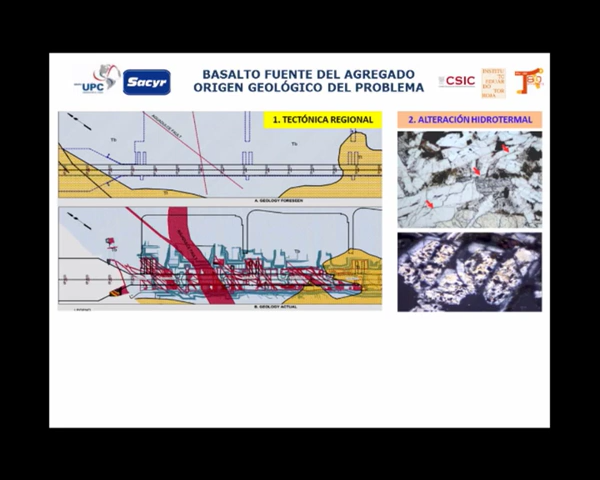 BASALTO FUENTE DEL AGREGADO
ORIGEN GEOLÓGICO DEL PROBLEMA
UPC
Sacyr
CSIC
1. TECTÓNICA REGIONAL
2. ALTERACIÓN HIDROTERMAL
A. GEOLOGY FORESEEN
B. GEOLOGY ACTUAL